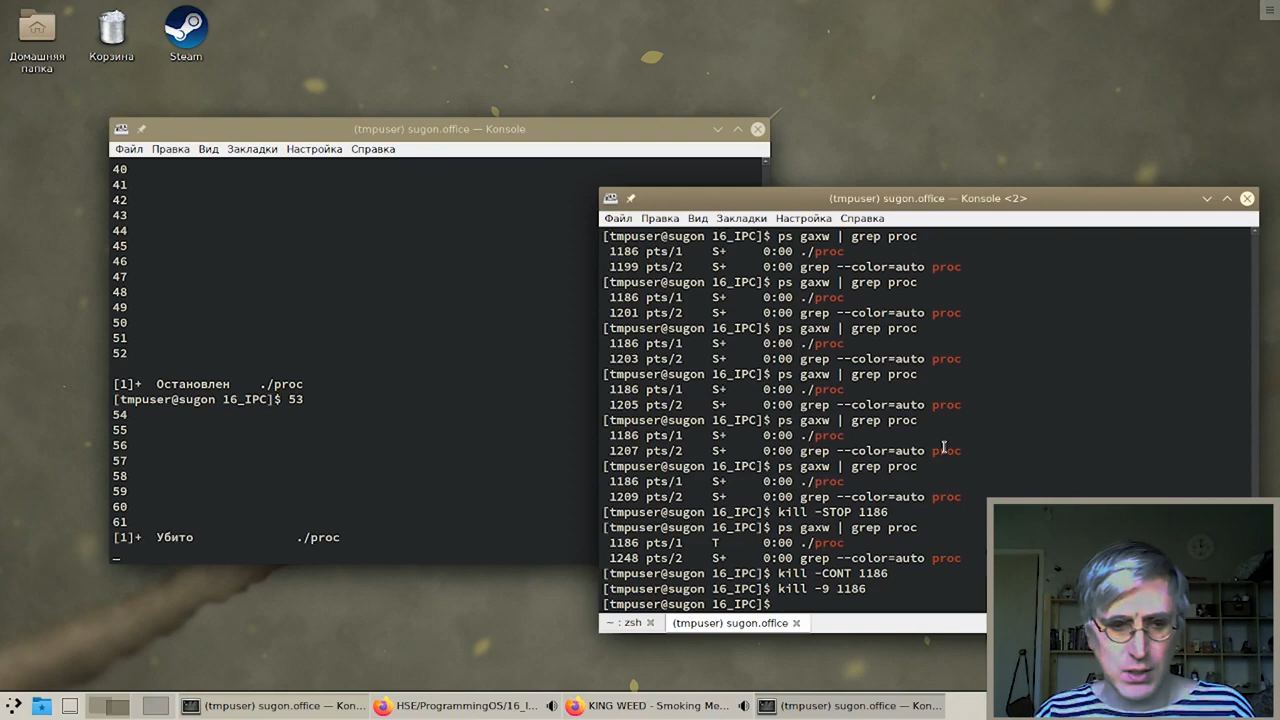 Домашняя
папка
Корзина
Steam
(tmpuser) sugon.office — Konsole
Файл Правка Вид Закладки Настройка Справка
40
41
42
43
44
45
46
47
48
49
50
51
52
[1]+ Остановлен ./proc
[tmpuser@sugon 16_IPC]$ 53
54
55
56
57
58
59
60
61
[1]+ Убито ./proc
(tmpuser) sugon.office — Konsole <2>
Файл Правка Вид Закладки Настройка Справка
[tmpuser@sugon 16_IPC]$ ps gaxw | grep proc
1186 pts/1 S+ 0:00 ./proc
1199 pts/2 S+ 0:00 grep --color=auto proc
[tmpuser@sugon 16_IPC]$ ps gaxw | grep proc
1186 pts/1 S+ 0:00 ./proc
1201 pts/2 S+ 0:00 grep --color=auto proc
[tmpuser@sugon 16_IPC]$ ps gaxw | grep proc
1186 pts/1 S+ 0:00 ./proc
1203 pts/2 S+ 0:00 grep --color=auto proc
[tmpuser@sugon 16_IPC]$ ps gaxw | grep proc
1186 pts/1 S+ 0:00 ./proc
1205 pts/2 S+ 0:00 grep --color=auto proc
[tmpuser@sugon 16_IPC]$ ps gaxw | grep proc
1186 pts/1 S+ 0:00 ./proc
1207 pts/2 S+ 0:00 grep --color=auto proc
[tmpuser@sugon 16_IPC]$ ps gaxw | grep proc
1186 pts/1 S+ 0:00 ./proc
1209 pts/2 S+ 0:00 grep --color=auto proc
[tmpuser@sugon 16_IPC]$ kill -STOP 1186
[tmpuser@sugon 16_IPC]$ ps gaxw | grep proc
1186 pts/1 T 0:00 ./proc
1248 pts/2 S+ 0:00 grep --color=auto proc
[tmpuser@sugon 16_IPC]$ kill -CONT 1186
[tmpuser@sugon 16_IPC]$ kill -9 1186
[tmpuser@sugon 16_IPC]$
~ : zsh
(tmpuser) sugon.office
(tmpuser) sugon.office — Kon...
HSE/ProgrammingOS/16_I...
KING WEED - Smoking Me...
(tmpuser) sugon.office — Kon...